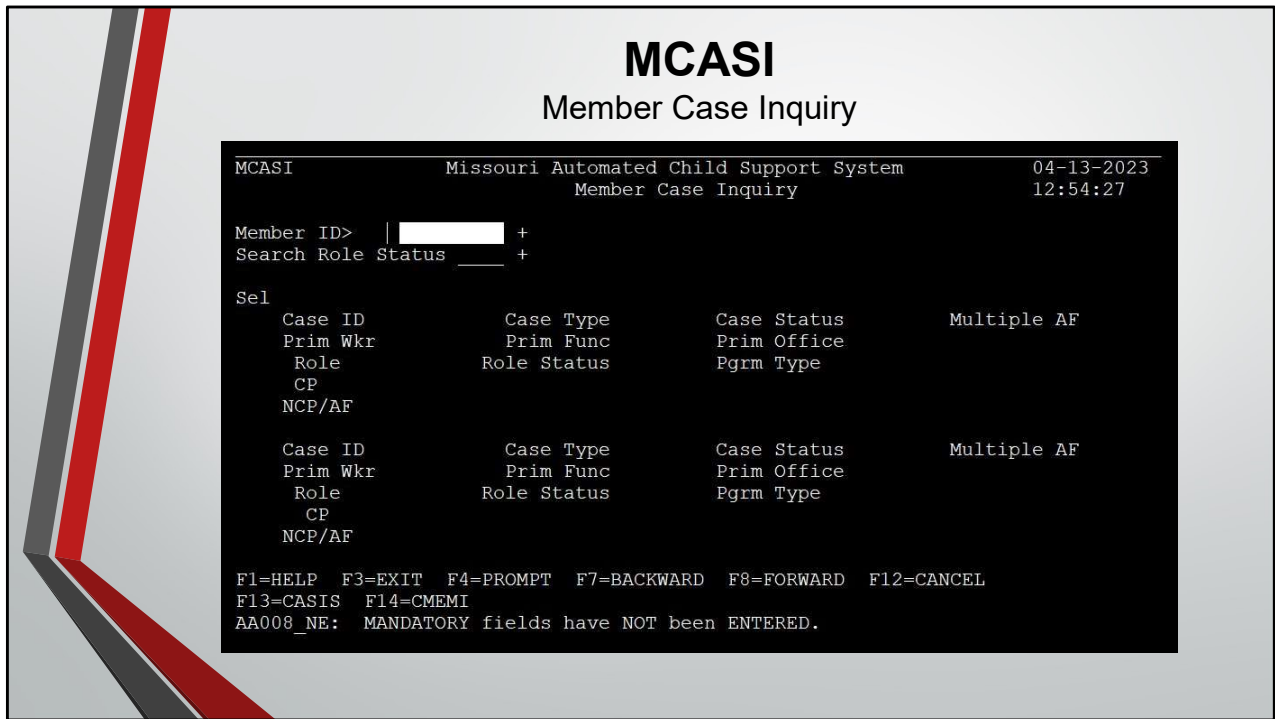 MCASI
Member Case Inquiry
MCASI Missouri Automated Child Support System 04-13-2023
Member Case Inquiry 12:54:27
Member ID> | +
Search Role Status ____ +
Sel
Case ID Case Type Case Status Multiple AF
Prim Wkr Prim Func Prim Office
Role Role Status Pgrm Type
CP
NCP/AF
Case ID Case Type Case Status Multiple AF
Prim Wkr Prim Func Prim Office
Role Role Status Pgrm Type
CP
NCP/AF
F1=HELP F3=EXIT F4=PROMPT F7=BACKWARD F8=FORWARD F12=CANCEL
F13=CASIS F14=CMEMI
AA008_NE: MANDATORY fields have NOT been ENTERED.